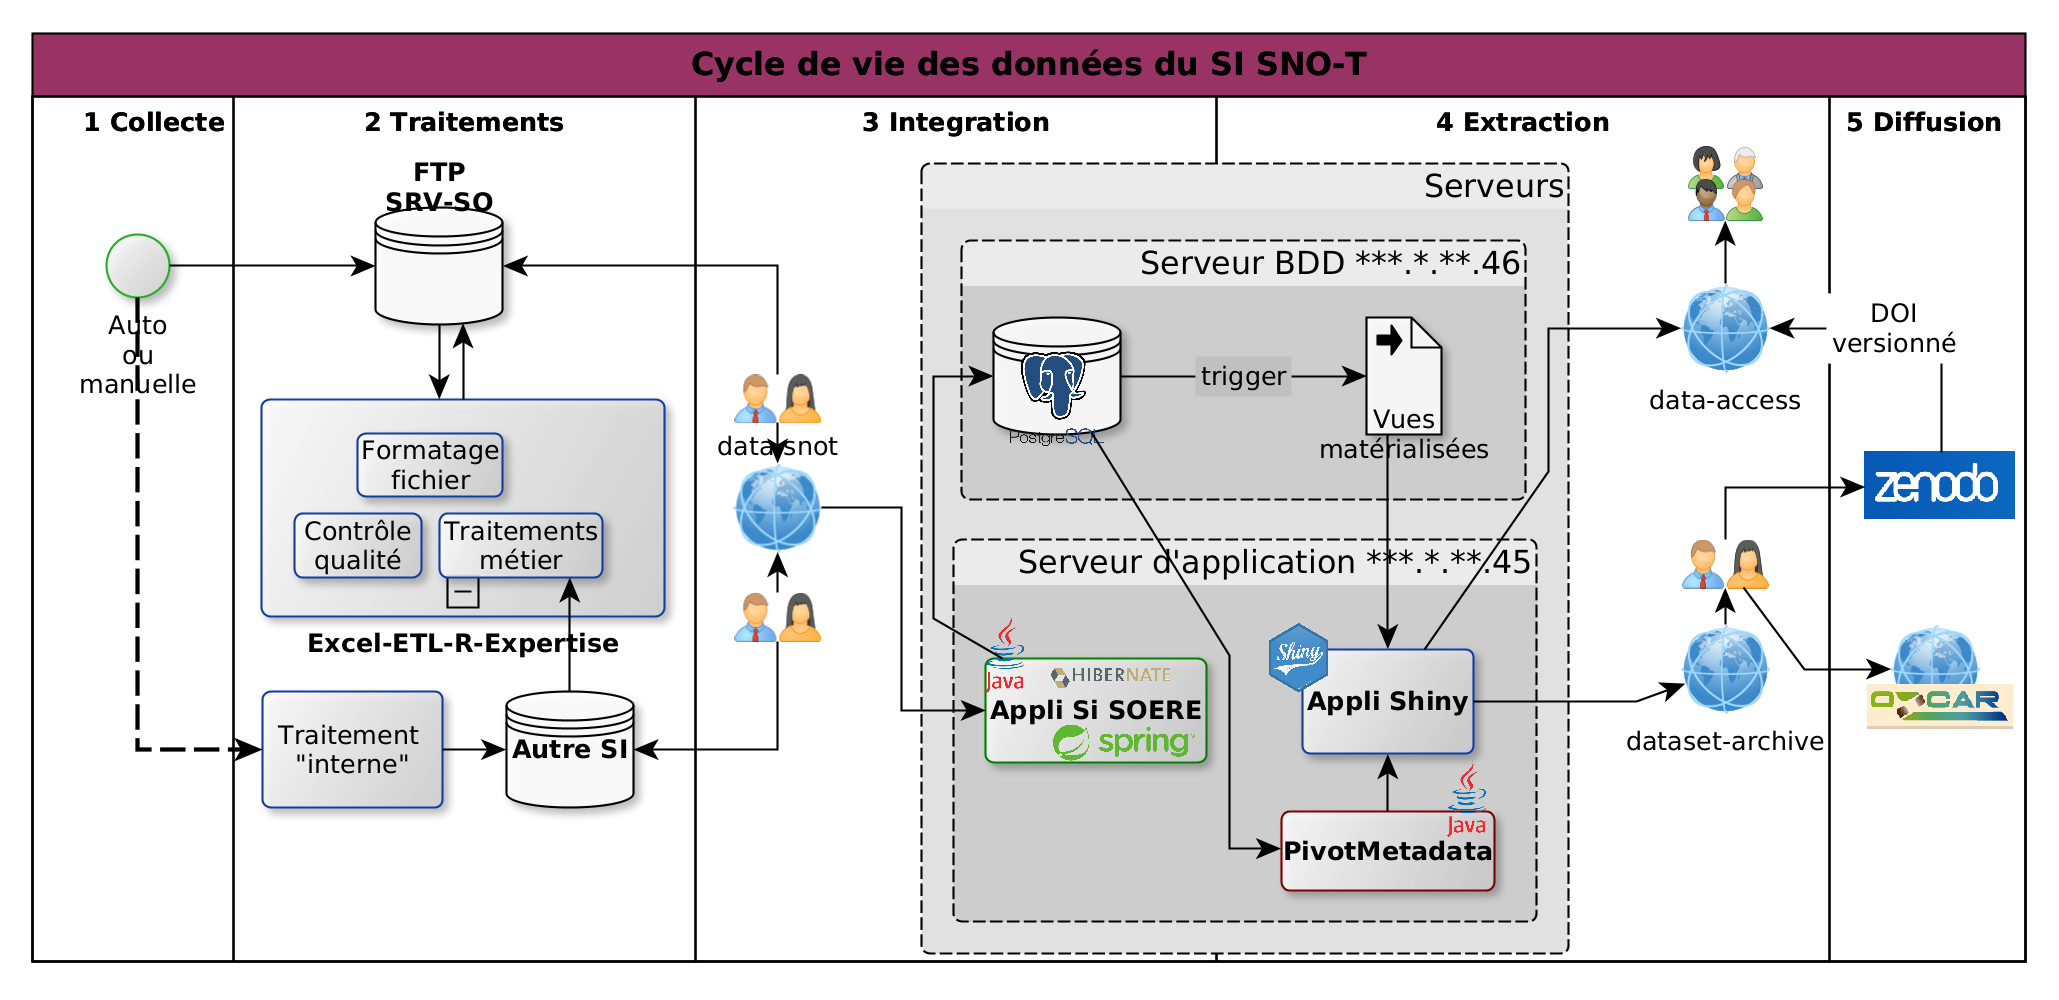 Cycle de vie des données du SI SNO-T
1 Collecte
2 Traitements
3 Integration
4 Extraction
5 Diffusion
FTP
SRV-SO
Auto
ou
manuelle
Formatage
fichier
Contrôle
qualité
Traitements
métier
Excel-ETL-R-Expertise
Traitement
"interne"
Autre SI
data-snot
Serveurs
Serveur BDD ***.*.**.46
PostgreSQL
trigger
Vues
matérialisées
Serveur d'application ***.*.**.45
Java
HIBERNATE
Appli Si SOERE
spring
Shiny
Appli Shiny
Java
PivotMetadata
data-access
dataset-archive
DOI
versionné
zenodo
OZCAR